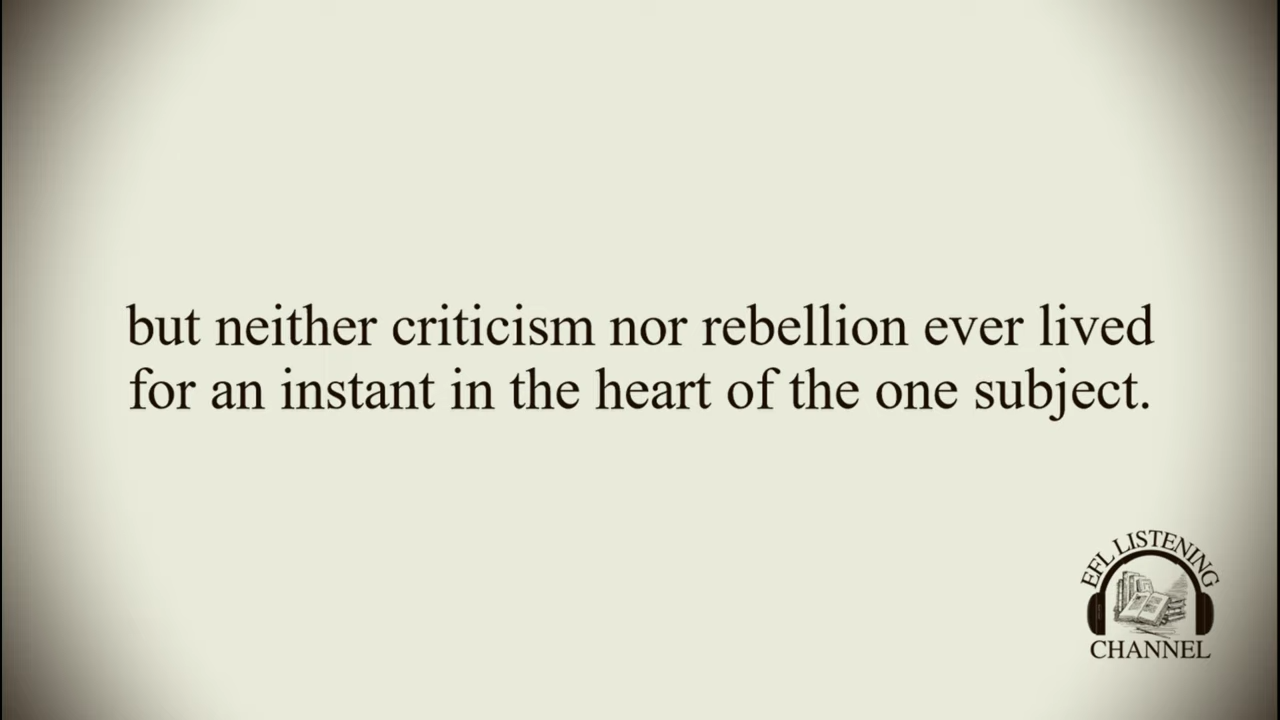 but neither criticism nor rebellion ever lived
for an instant in the heart of the one subject.
EFL LISTENING
CHANNEL